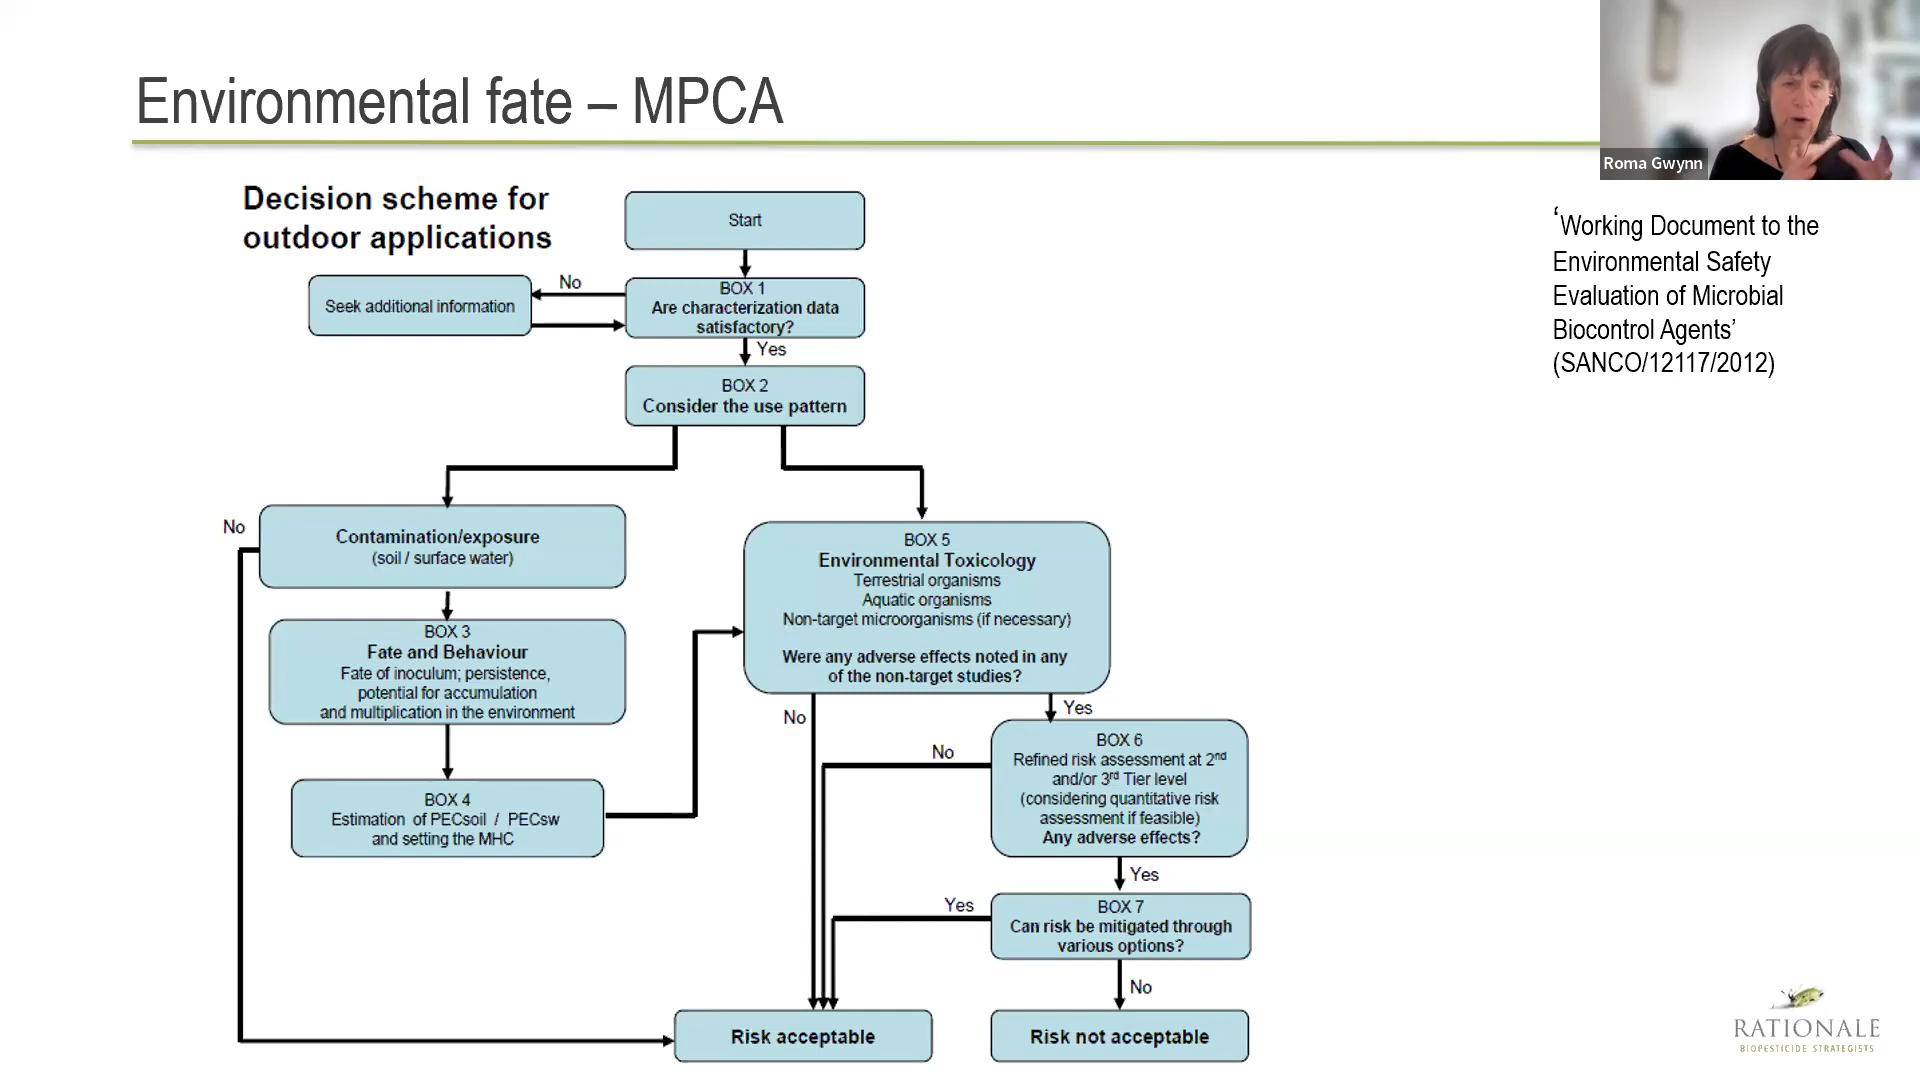 Environmental fate – MPCA
Roma Gwynn
‘Working Document to the
Environmental Safety
Evaluation of Microbial
Biocontrol Agents’
(SANCO/12117/2012)
Decision scheme for
outdoor applications
Start
No
Seek additional information
BOX 1
Are characterization data
satisfactory?
Yes
BOX 2
Consider the use pattern
No
Contamination/exposure
(soil / surface water)
BOX 3
Fate and Behaviour
Fate of inoculum; persistence,
potential for accumulation
and multiplication in the environment
BOX 4
Estimation of PECsoil / PECsw
and setting the MHC
BOX 5
Environmental Toxicology
Terrestrial organisms
Aquatic organisms
Non-target microorganisms (if necessary)
Were any adverse effects noted in any
of the non-target studies?
No
Yes
No
BOX 6
Refined risk assessment at 2nd
and/or 3rd Tier level
(considering quantitative risk
assessment if feasible)
Any adverse effects?
Yes
Yes
BOX 7
Can risk be mitigated through
various options?
No
Risk acceptable
Risk not acceptable
RATIONALE
BIOPESTICIDE STRATEGISTS